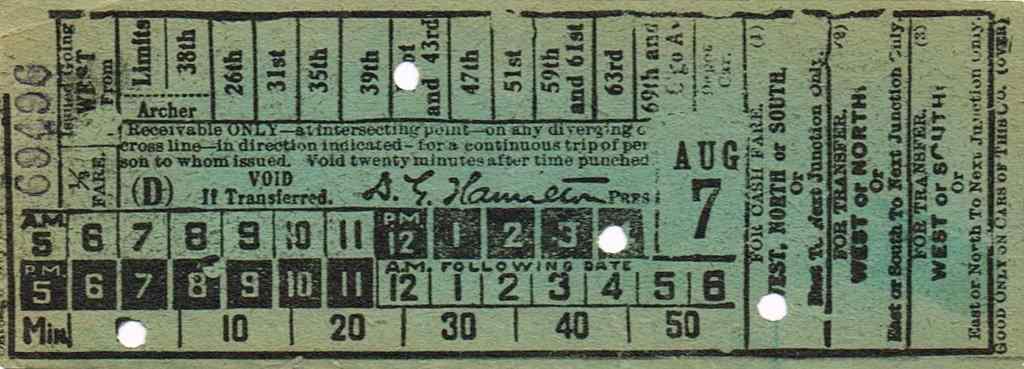 69496
Issued Going
WEST
From
1/2
FARE.
Limits
38th
Archer
26th
31st
35th
39th
and 43rd
47th
51st
59th
and 61st
63rd
69th and
Car.
Receivable ONLY—at intersecting point—on any diverging
cross line—in direction indicated—for a continuous trip of per
son to whom issued. Void twenty minutes after time punched
(D) VOID
If Transferred.
D. G. Hamilton PRES
AUG
7
A.M. 5 6 7 8 9 10 11 P.M. 12 1 2 3
P.M. 5 6 7 8 9 10 11 A.M. FOLLOWING DATE
12 1 2 3 4 5 6
Min. 10 20 30 40 50
(1)
FOR CASH FARE.
WEST, NORTH or SOUTH.
Or
East To Next Junction Only.
(2)
FOR TRANSFER.
WEST or NORTH:
Or
East or South To Next Junction Only.
(3)
FOR TRANSFER.
WEST or SOUTH:
Or
East or North To Next Junction Only.
GOOD ONLY ON CARS OF THIS CO. (OVER)